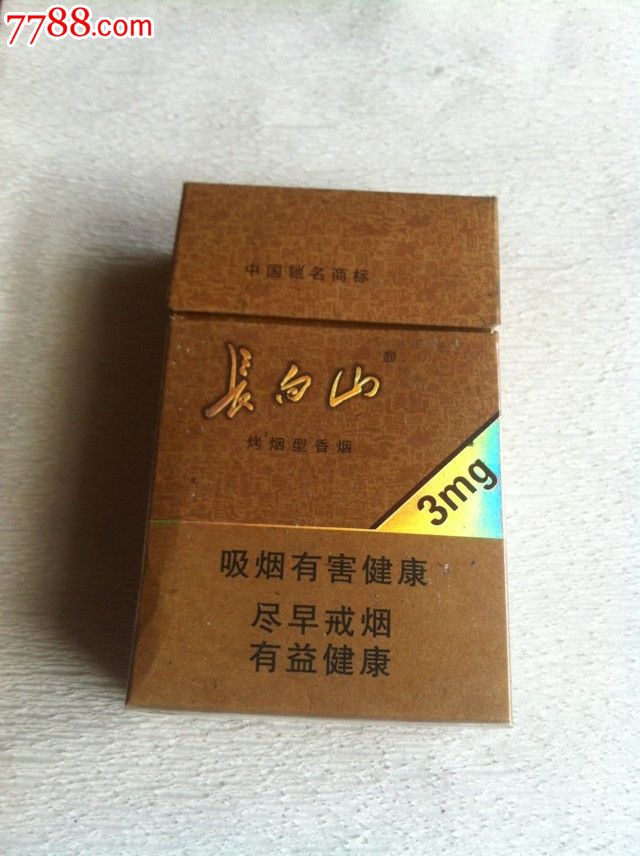 7788.com
中国驰名商标
長白山®
烤烟型香烟
3mg
吸烟有害健康
尽早戒烟
有益健康